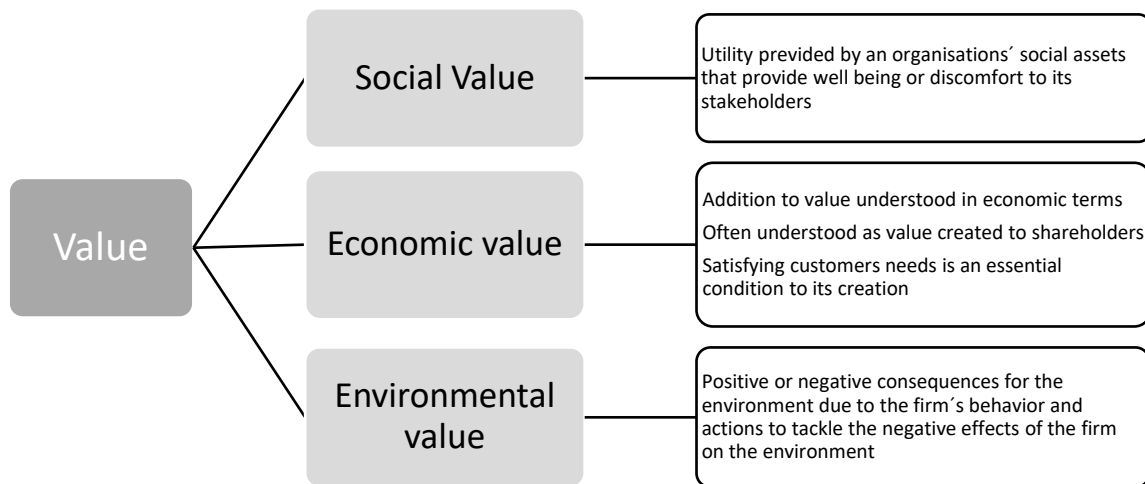 Value
Social Value
Utility previded by an organisations´ social assets
that provide well being or discomfort to its
stakeholders
Economic value
Addition to value understood in economic terms
Often understood as value created to shareholders
Satisfying customers needs is an essential
condition to its creation
Environmental
value
Positive or negative consequences for the
environment due to the firm´s behavior and
actions to tackle the negative effects of the firm
on the environment